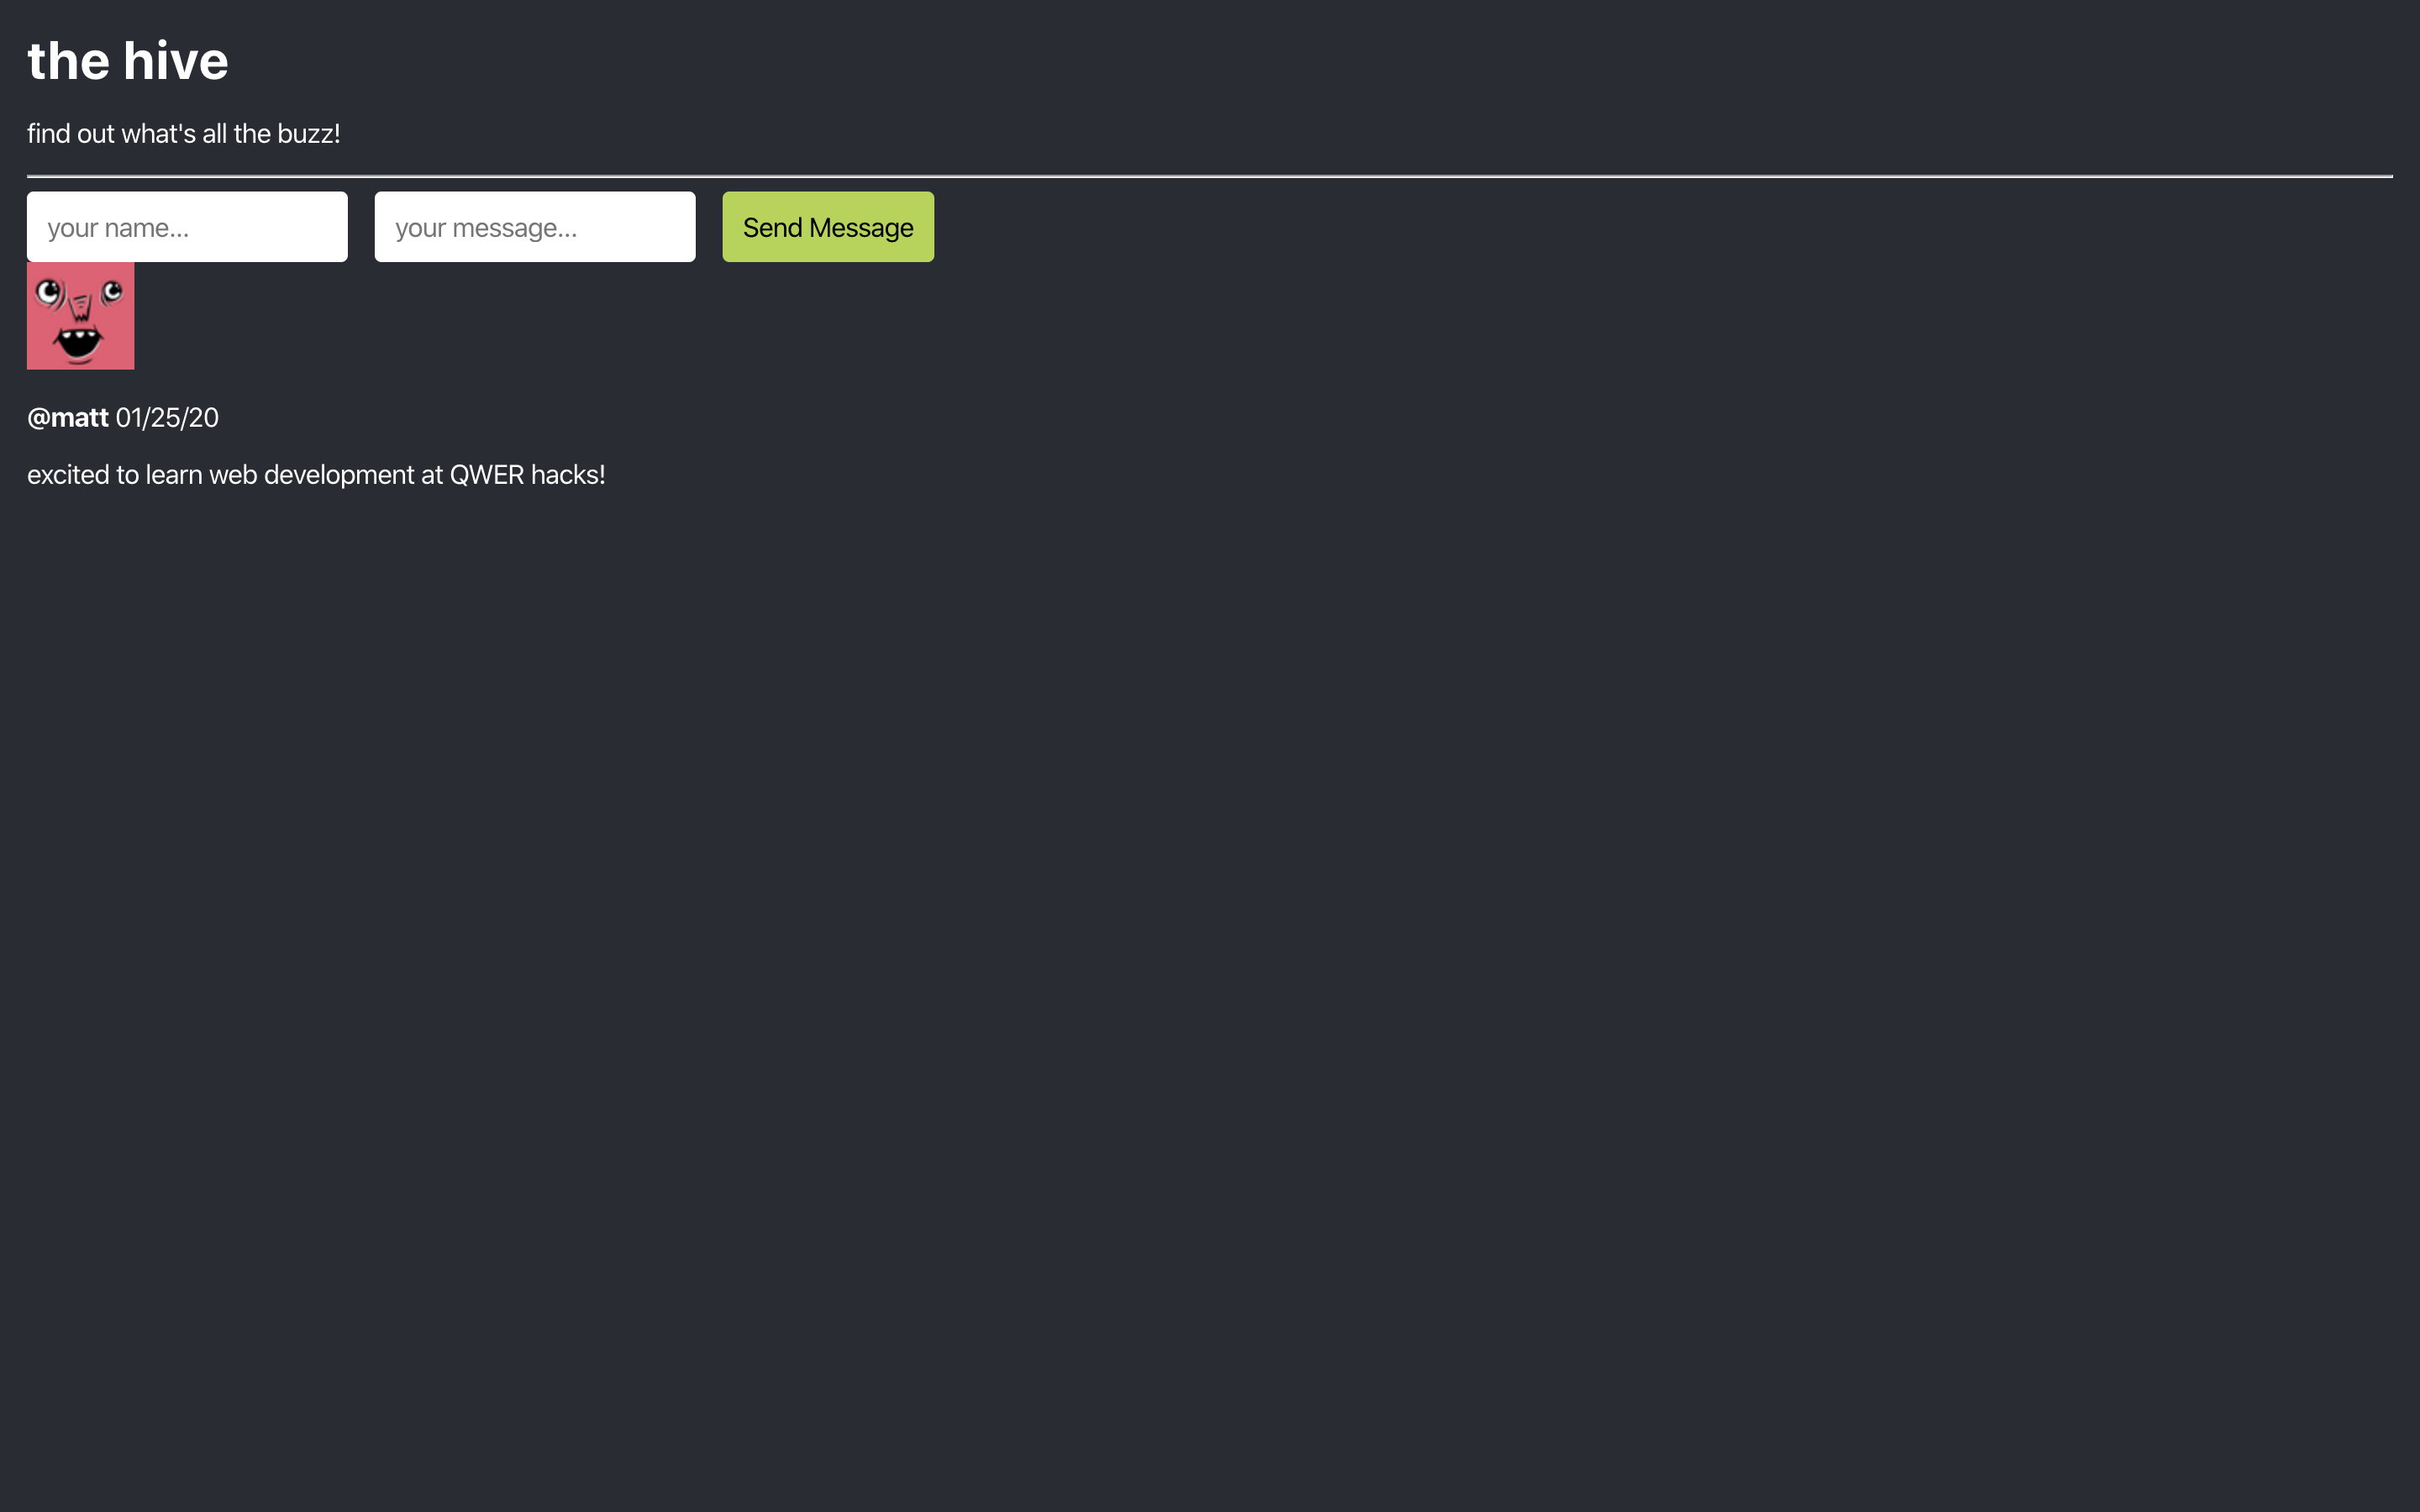 the hive
find out what's all the buzz!
your name...
your message...
Send Message
@matt 01/25/20
excited to learn web development at QWER hacks!